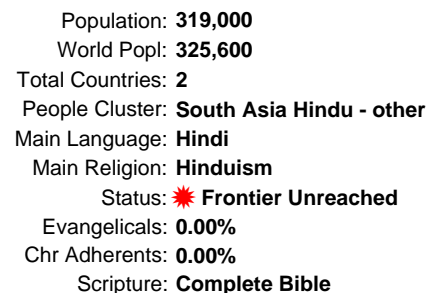 Population: 319,000
World Popl: 325,600
Total Countries: 2
People Cluster: South Asia Hindu - other
Main Language: Hindi
Main Religion: Hinduism
Status: Frontier Unreached
Evangelicals: 0.00%
Chr Adherents: 0.00%
Scripture: Complete Bible